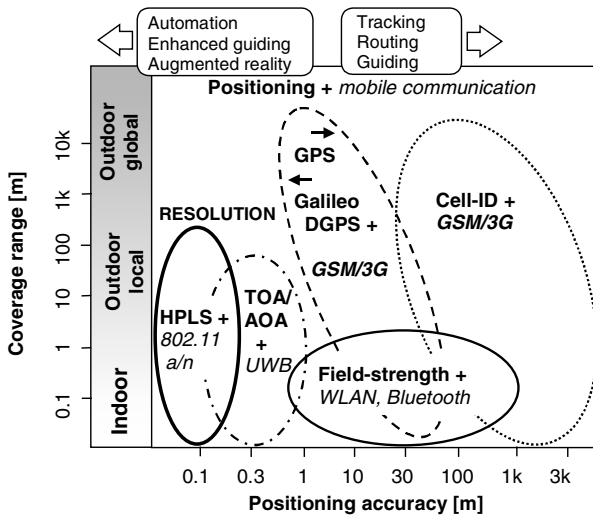 Automation
Enhanced guiding
Augmented reality
Tracking
Routing
Guiding
Positioning + mobile communication
Coverage range [m]
Outdoor global
Outdoor local
Indoor
10k
1k
100
10
1
0.1
GPS
Galileo
DGPS +
GSM/3G
Cell-ID +
GSM/3G
RESOLUTION
HPLS +
802.11
a/n
TOA/
AOA
+
UWB
Field-strength +
WLAN, Bluetooth
0.1 0.3 1 10 30 100 1k 3k
Positioning accuracy [m]